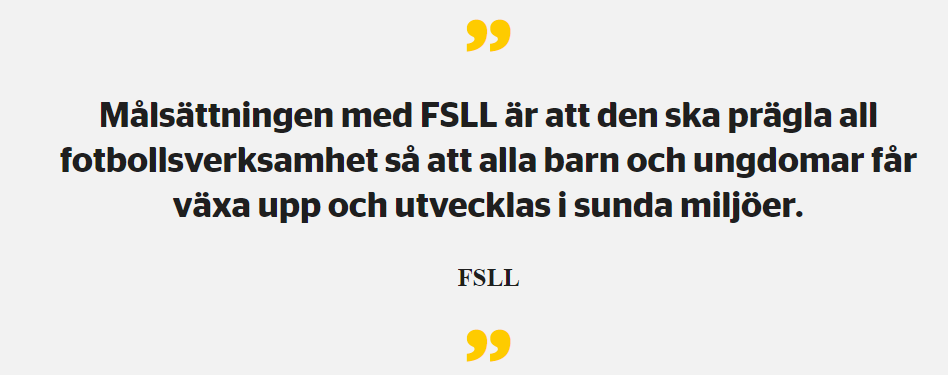 ”
Målsättningen med FSLL är att den ska prägla all
fotbollsverksamhet så att alla barn och ungdomar får
växa upp och utvecklas i sunda miljöer.
FSLL
”